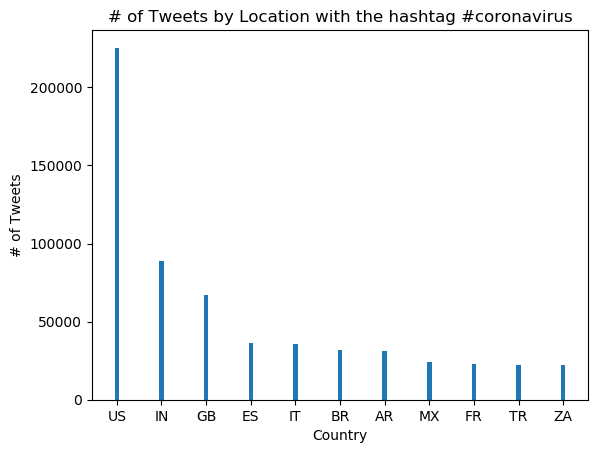 # of Tweets by Location with the hashtag #coronavirus
# of Tweets
200000
150000
100000
50000
0
US IN GB ES IT BR AR MX FR TR ZA
Country